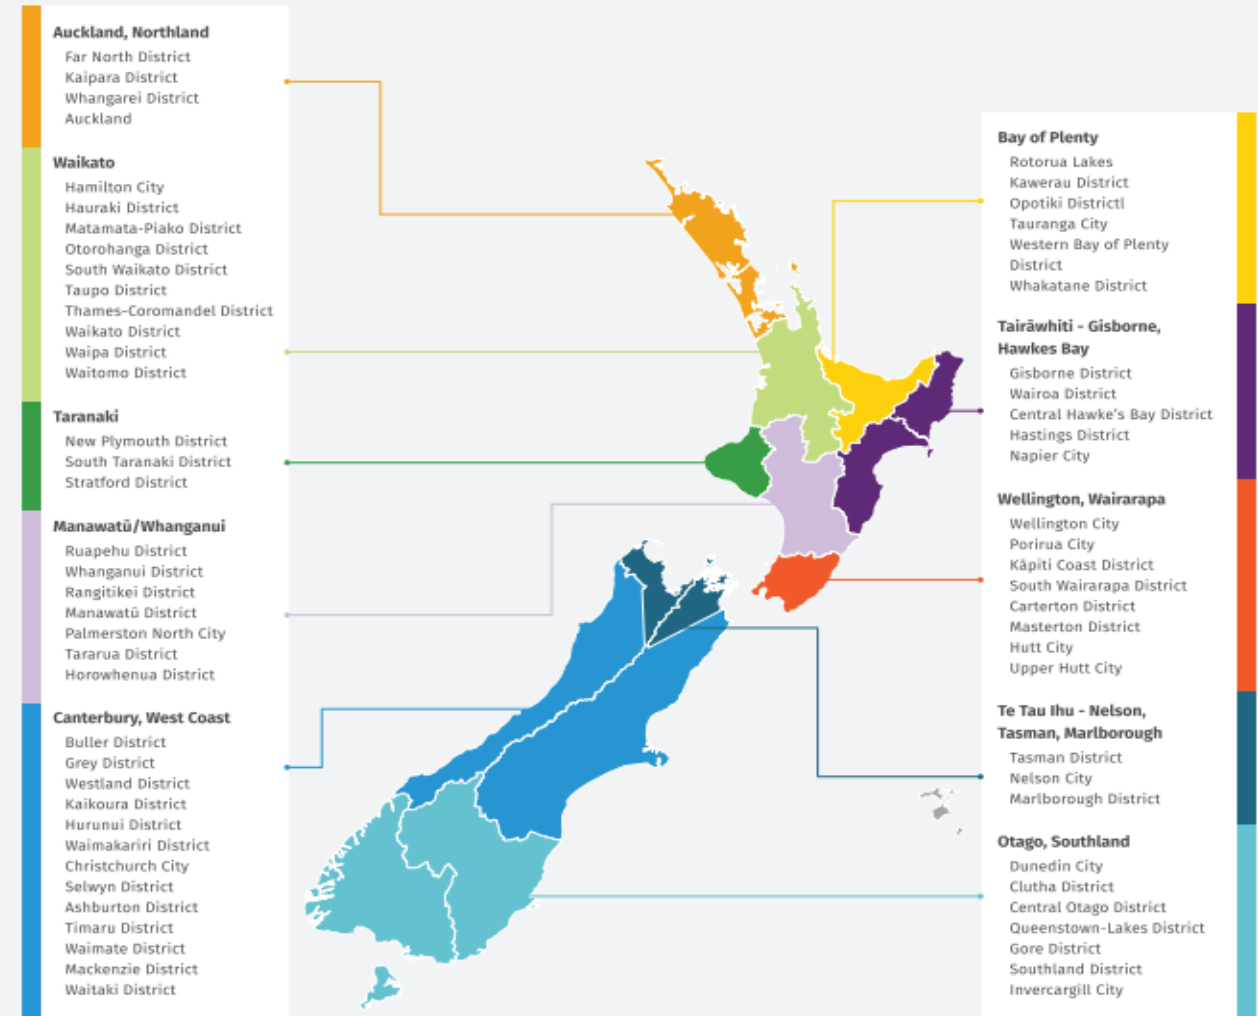 Auckland, Northland
Far North District
Kaipara District
Whangarei District
Auckland
Waikato
Hamilton City
Hauraki District
Matamata-Piako District
Otorohanga District
South Waikato District
Taupo District
Thames-Coromandel District
Waikato District
Waipa District
Waitomo District
Taranaki
New Plymouth District
South Taranaki District
Stratford District
Manawatū/Whanganui
Ruapehu District
Whanganui District
Rangitikei District
Manawatū District
Palmerston North City
Tararua District
Horowhenua District
Canterbury, West Coast
Buller District
Grey District
Westland District
Kaikoura District
Hurunui District
Waimakariri District
Christchurch City
Selwyn District
Ashburton District
Timaru District
Waimate District
Mackenzie District
Waitaki District
Bay of Plenty
Rotorua Lakes
Kawerau District
Opotiki Districtl
Tauranga City
Western Bay of Plenty
District
Whakatane District
Tairāwhiti - Gisborne,
Hawkes Bay
Gisborne District
Wairoa District
Central Hawke's Bay District
Hastings District
Napier City
Wellington, Wairarapa
Wellington City
Porirua City
Kāpiti Coast District
South Wairarapa District
Carterton District
Masterton District
Hutt City
Upper Hutt City
Te Tau Ihu - Nelson,
Tasman, Marlborough
Tasman District
Nelson City
Marlborough District
Otago, Southland
Dunedin City
Clutha District
Central Otago District
Queenstown-Lakes District
Gore District
Southland District
Invercargill City